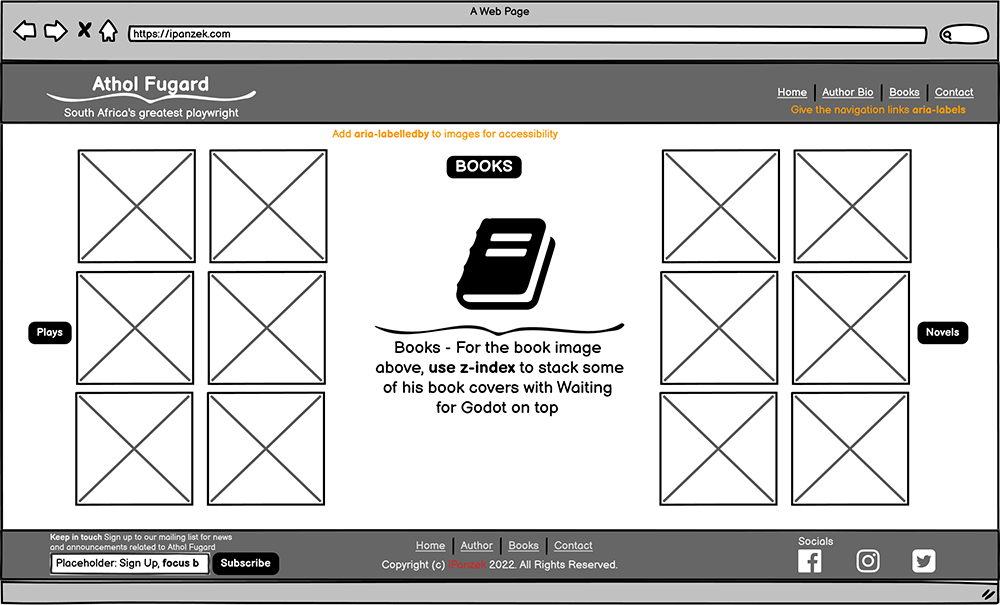 A Web Page
https://ipanzek.com
Athol Fugard
South Africa's greatest playwright
Home Author Bio Books Contact
Give the navigation links aria-labels
Add aria-labelledby to images for accessibility
BOOKS
Plays
Novels
Books - For the book image
above, use z-index to stack some
of his book covers with Waiting
for Godot on top
Keep in touch Sign up to our mailing list for news
and announcements related to Athol Fugard
Placeholder: Sign Up, focus b
Subscribe
Home Author Books Contact
Copyright (c) iPanzek 2022. All Rights Reserved.
Socials